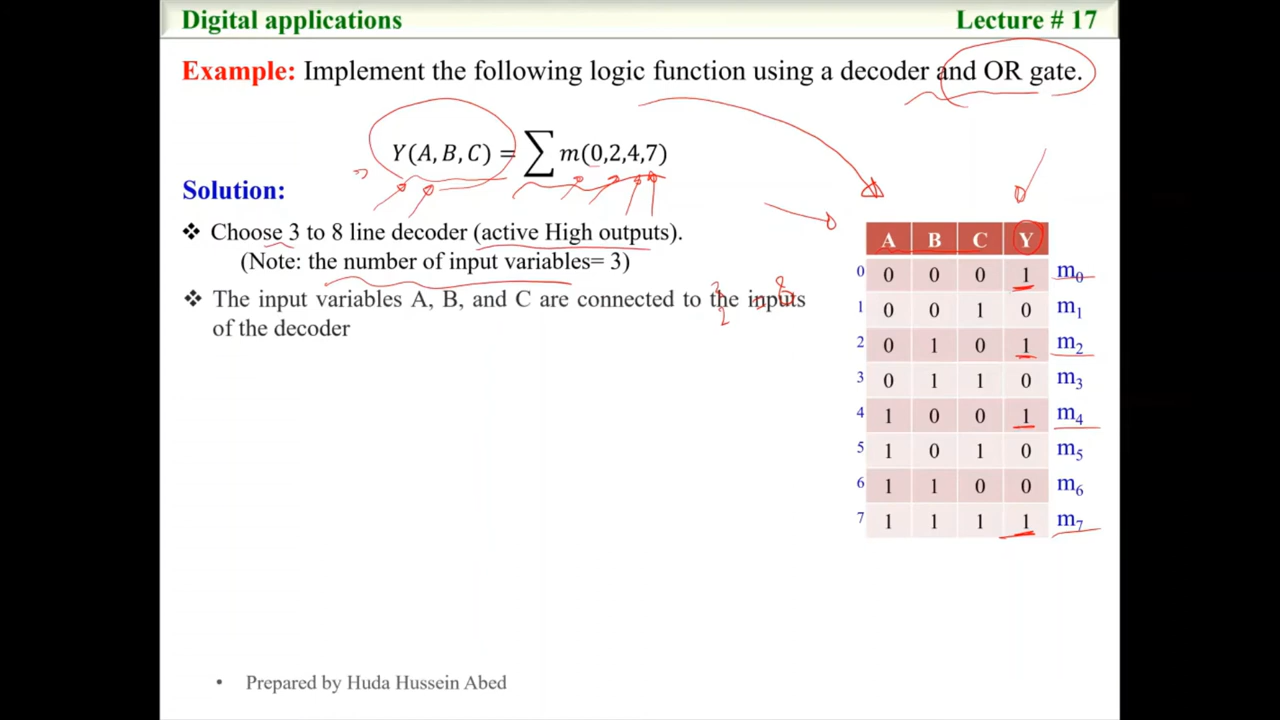 Digital applications Lecture # 17
Example: Implement the following logic function using a decoder and OR gate.
Y(A, B, C) = ∑ m(0,2,4,7)
Solution:
❖ Choose 3 to 8 line decoder (active High outputs).
(Note: the number of input variables= 3)
❖ The input variables A, B, and C are connected to the inputs
of the decoder
A B C Y
0 0 0 0 1 m₀
1 0 0 1 0 m₁
2 0 1 0 1 m₂
3 0 1 1 0 m₃
4 1 0 0 1 m₄
5 1 0 1 0 m₅
6 1 1 0 0 m₆
7 1 1 1 1 m₇
3
2 = 8
• Prepared by Huda Hussein Abed